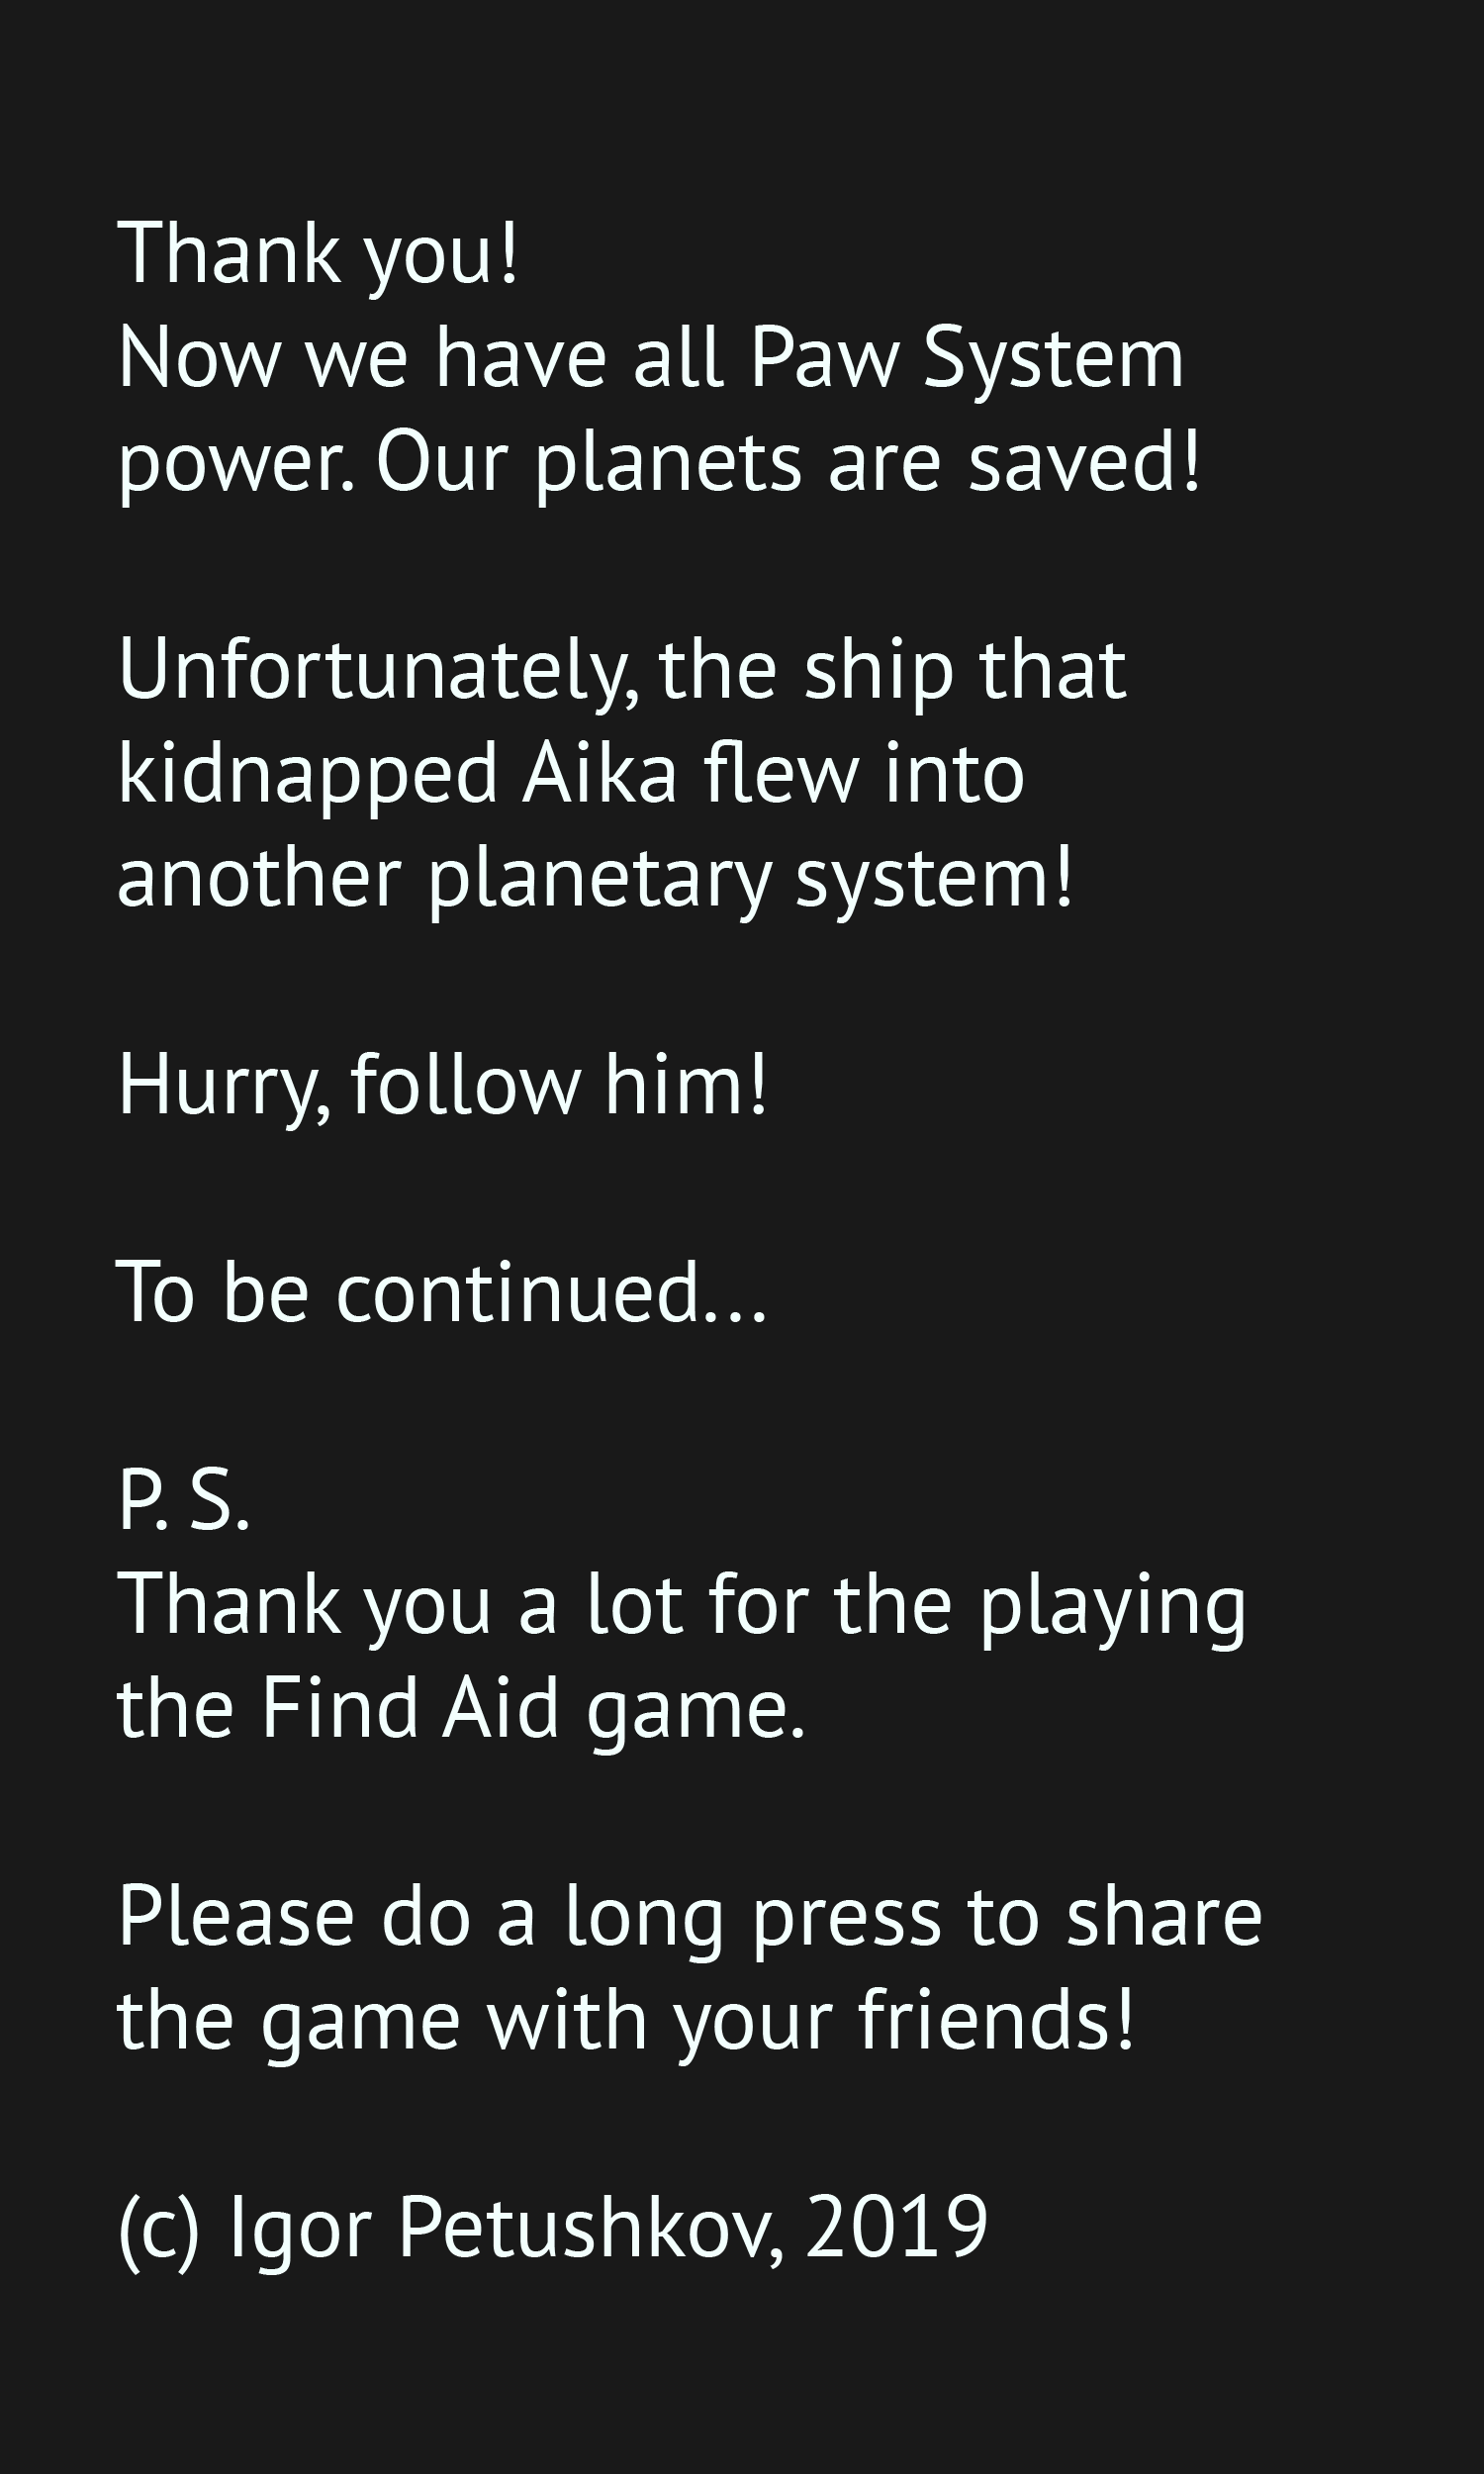 Thank you!
Now we have all Paw System
power. Our planets are saved!
Unfortunately, the ship that
kidnapped Aika flew into
another planetary system!
Hurry, follow him!
To be continued...
P. S.
Thank you a lot for the playing
the Find Aid game.
Please do a long press to share
the game with your friends!
(c) Igor Petushkov, 2019